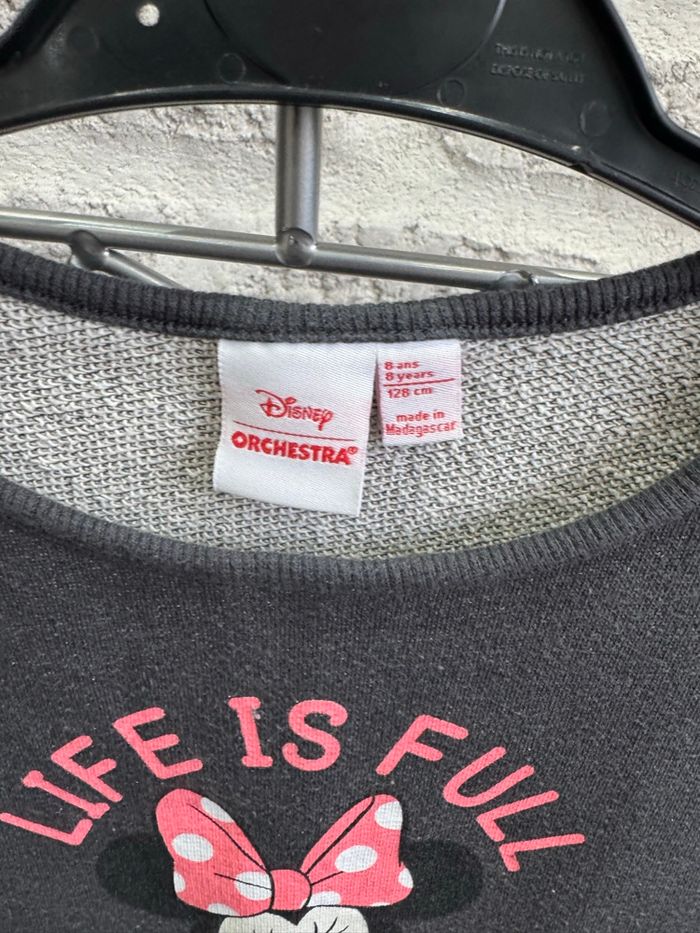 Disney
ORCHESTRA®
8 ans
8 years
128 cm
made in
Madagascar
LIFE IS FULL